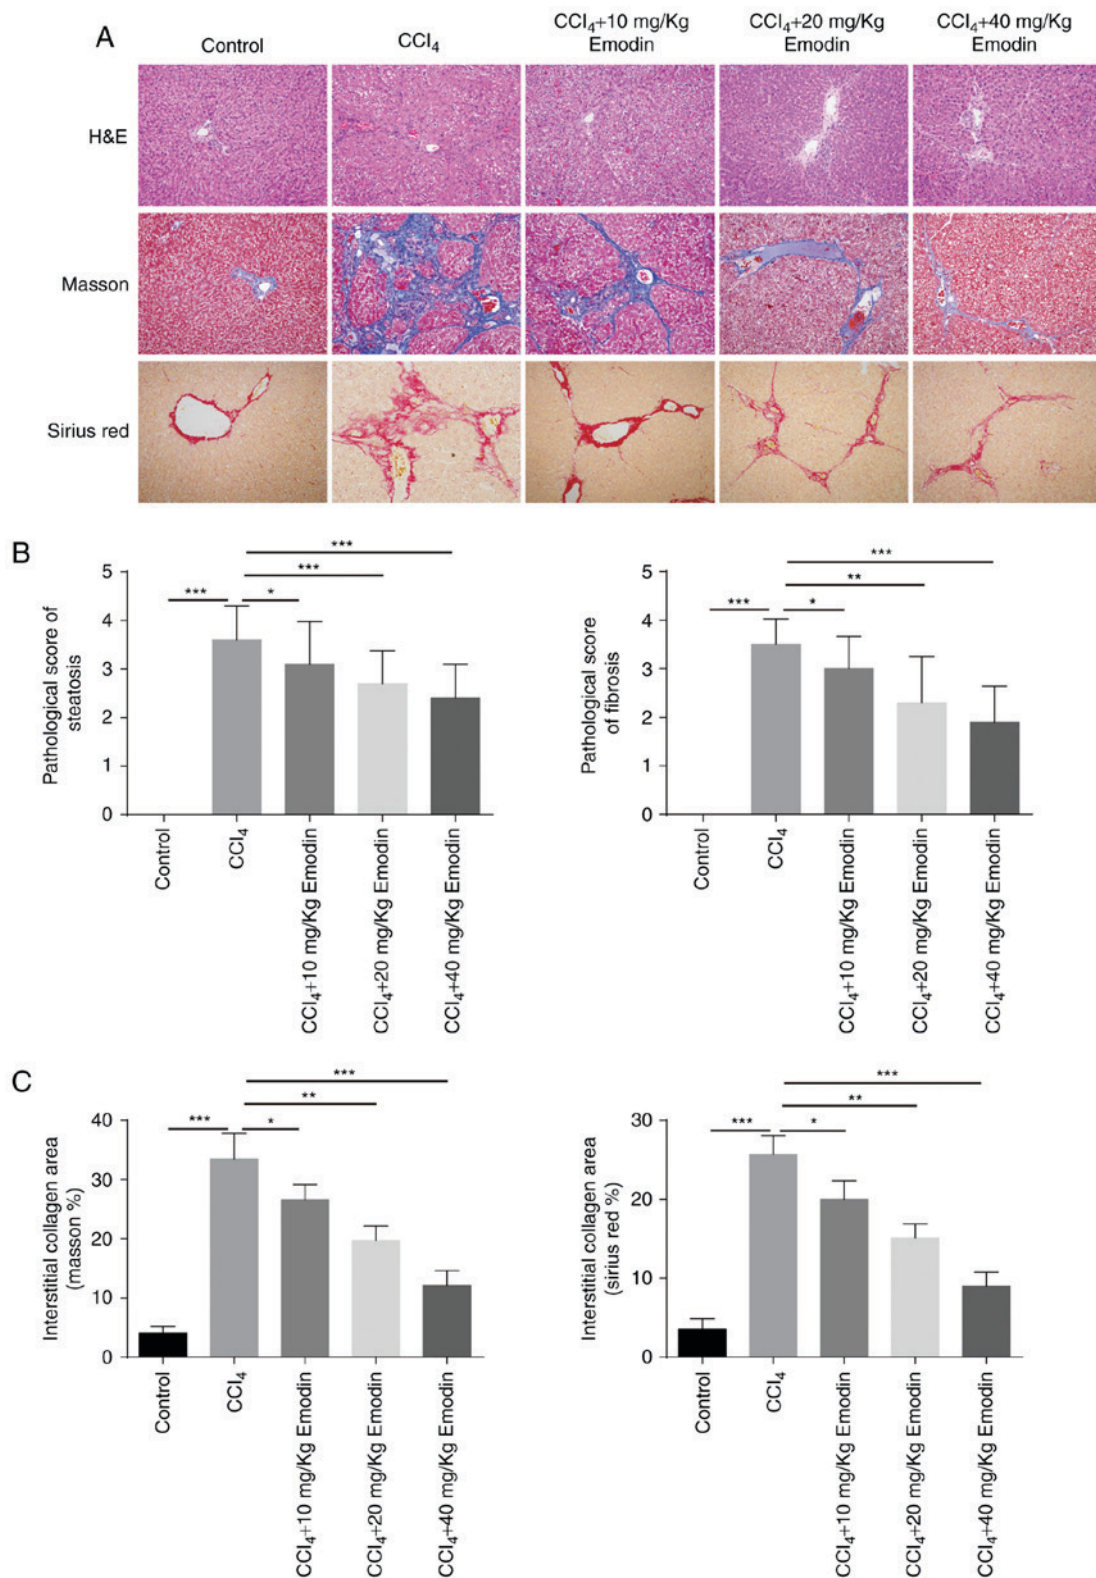 A
Control
CCl₄
CCl₄+10 mg/Kg
Emodin
CCl₄+20 mg/Kg
Emodin
CCl₄+40 mg/Kg
Emodin
H&E
Masson
Sirius red
B
Pathological score of
steatosis
5
4
3
2
1
0
***
*
***
***
Control
CCl₄
CCl₄+10 mg/Kg Emodin
CCl₄+20 mg/Kg Emodin
CCl₄+40 mg/Kg Emodin
Pathological score
of fibrosis
5
4
3
2
1
0
***
*
**
***
Control
CCl₄
CCl₄+10 mg/Kg Emodin
CCl₄+20 mg/Kg Emodin
CCl₄+40 mg/Kg Emodin
C
Interstitial collagen area
(masson %)
40
30
20
10
0
***
*
**
***
Control
CCl₄
CCl₄+10 mg/Kg Emodin
CCl₄+20 mg/Kg Emodin
CCl₄+40 mg/Kg Emodin
Interstitial collagen area
(sirius red %)
30
20
10
0
***
*
**
***
Control
CCl₄
CCl₄+10 mg/Kg Emodin
CCl₄+20 mg/Kg Emodin
CCl₄+40 mg/Kg Emodin